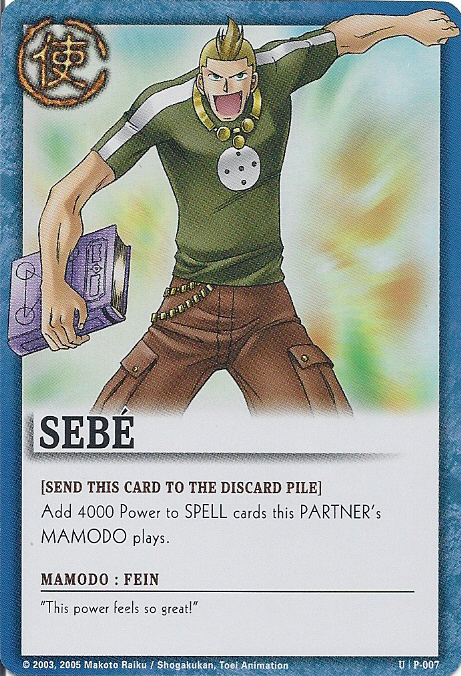 使
SEBÉ
[SEND THIS CARD TO THE DISCARD PILE]
Add 4000 Power to SPELL cards this PARTNER's
MAMODO plays.
MAMODO : FEIN
"This power feels so great!"
© 2003, 2005 Makoto Raiku / Shogakukan, Toei Animation
U | P-007